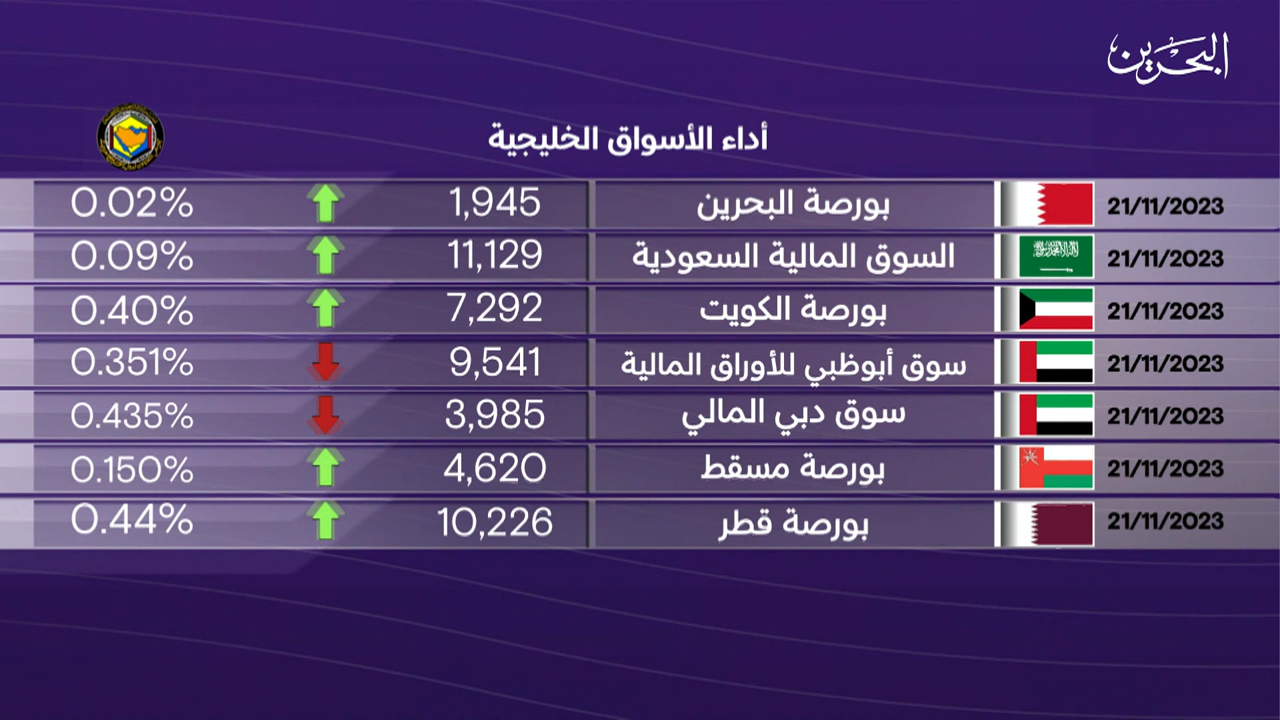 البحرين
أداء الأسواق الخليجية
21/11/2023 بورصة البحرين 1,945 0.02%
21/11/2023 السوق المالية السعودية 11,129 0.09%
21/11/2023 بورصة الكويت 7,292 0.40%
21/11/2023 سوق أبوظبي للأوراق المالية 9,541 0.351%
21/11/2023 سوق دبي المالي 3,985 0.435%
21/11/2023 بورصة مسقط 4,620 0.150%
21/11/2023 بورصة قطر 10,226 0.44%